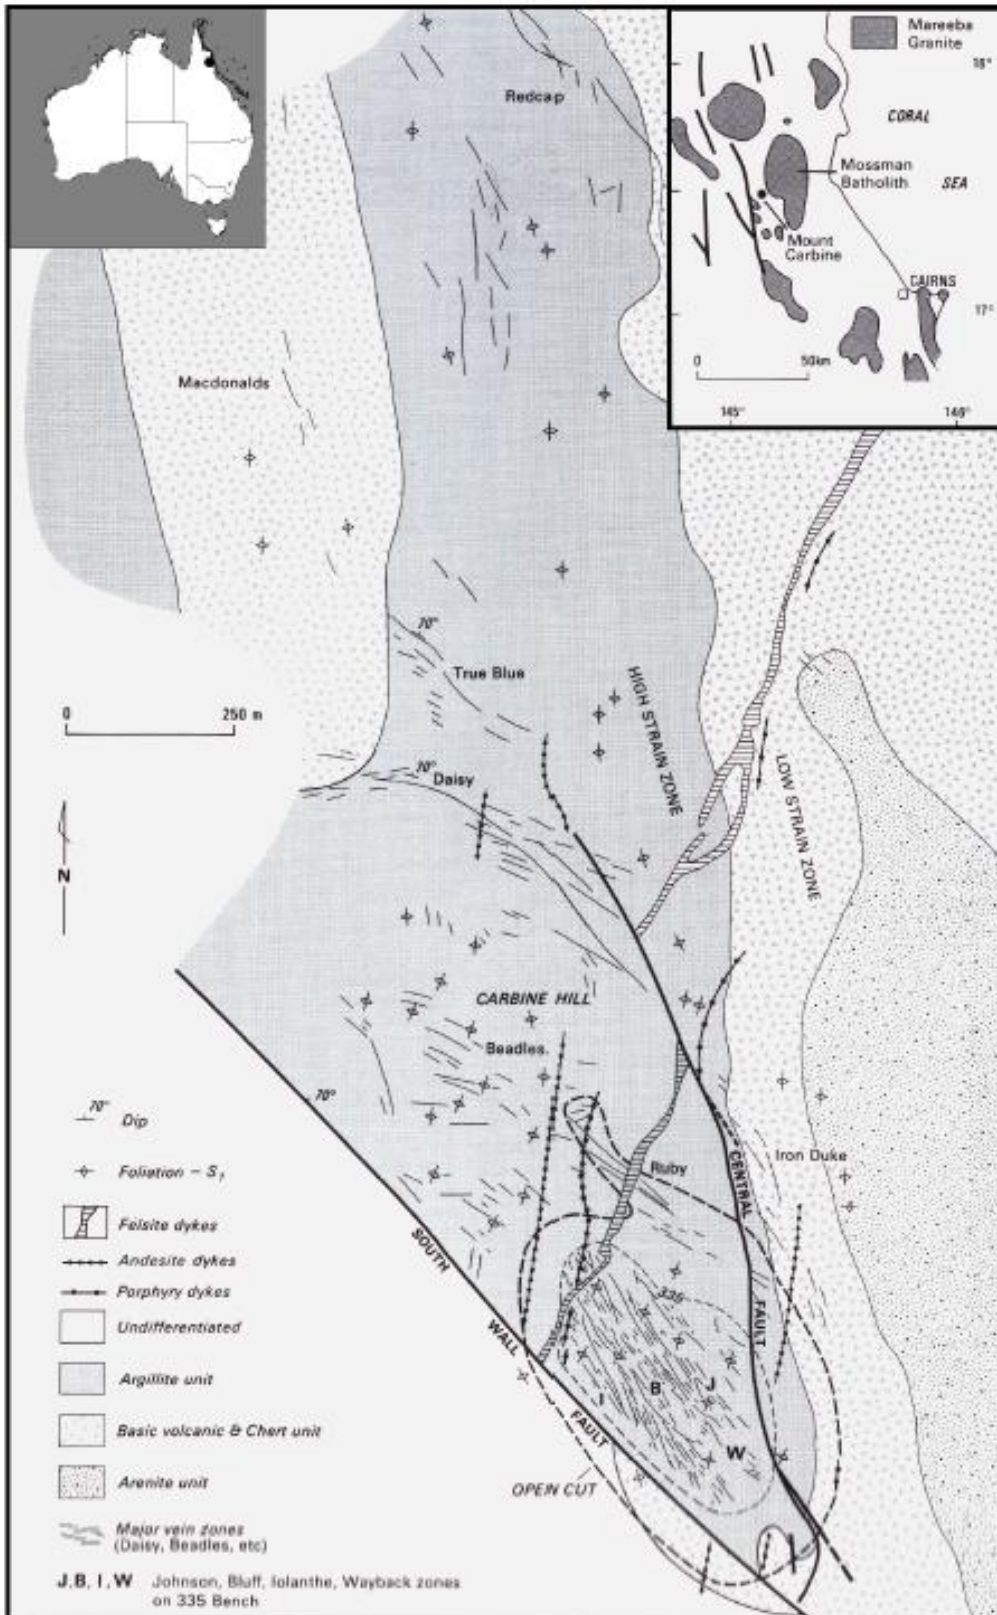 Redcap
Mareeba
Granite
18°
CORAL
SEA
Mossman
Batholith
Mount
Carbine
CAIRNS
17°
0 50km
145° 146°
Macdonalds
70°
True Blue
0 250 m
HIGH STRAIN ZONE
LOW STRAIN ZONE
70°
Daisy
N
CARBINE HILL
Beadles
70°
Ruby
Iron Duke
CENTRAL
FAULT
SOUTH
WALL
FAULT
335
I B J
W
OPEIN CUT
70° Dip
Foliation – S₁
Felsite dykes
Andesite dykes
Porphyry dykes
Undifferentiated
Argillite unit
Basic volcanic & Chert unit
Arenite unit
Major vein zones
(Daisy, Beadles, etc)
J.B, I, W Johnson, Bluff, Iolanthe, Wayback zones
on 335 Bench